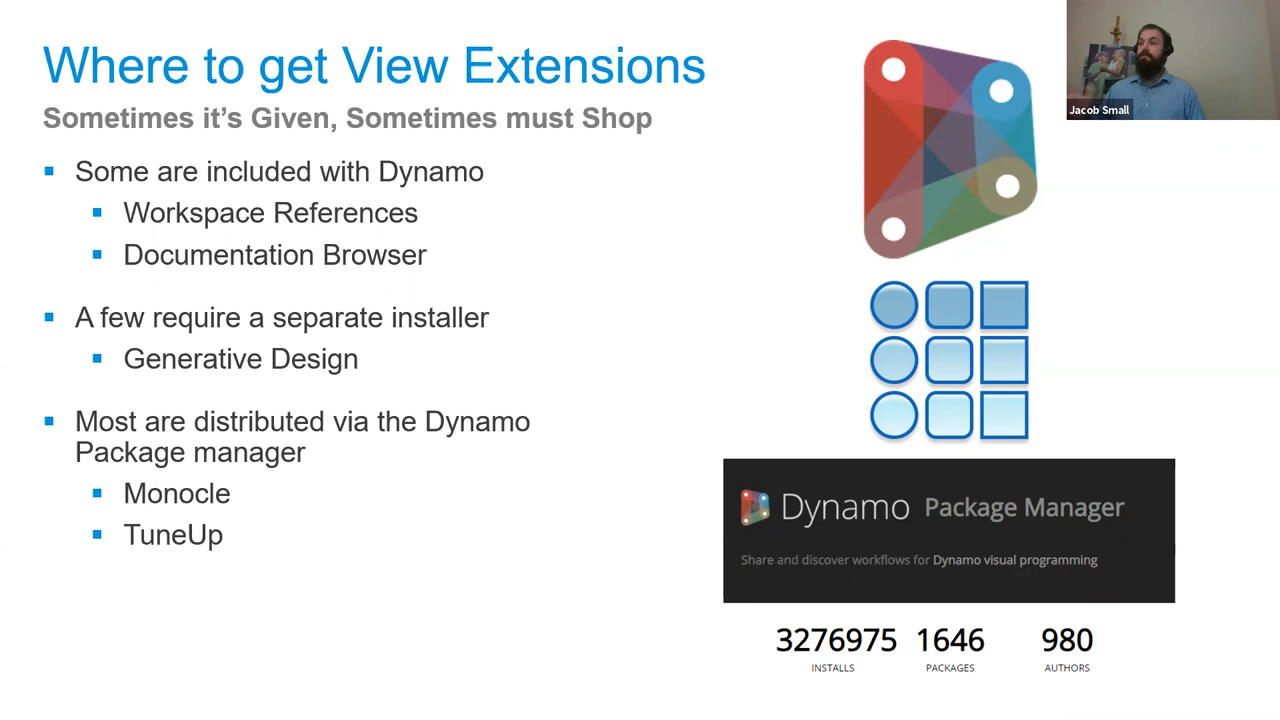 Where to get View Extensions
Sometimes it's Given, Sometimes must Shop
Some are included with Dynamo
Workspace References
Documentation Browser
A few require a separate installer
Generative Design
Most are distributed via the Dynamo
Package manager
Monocle
TuneUp
Jacob Small
Dynamo Package Manager
Share and discover workflows for Dynamo visual programming
3276975 1646 980
INSTALLS PACKAGES AUTHORS